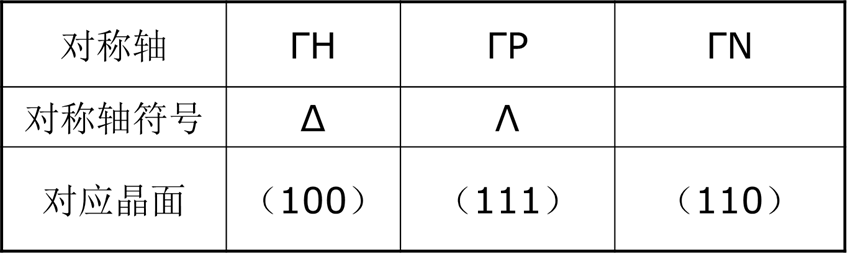 对称轴 ΓH ΓP ΓN
对称轴符号 Δ Λ
对应晶面 （100） （111） （110）